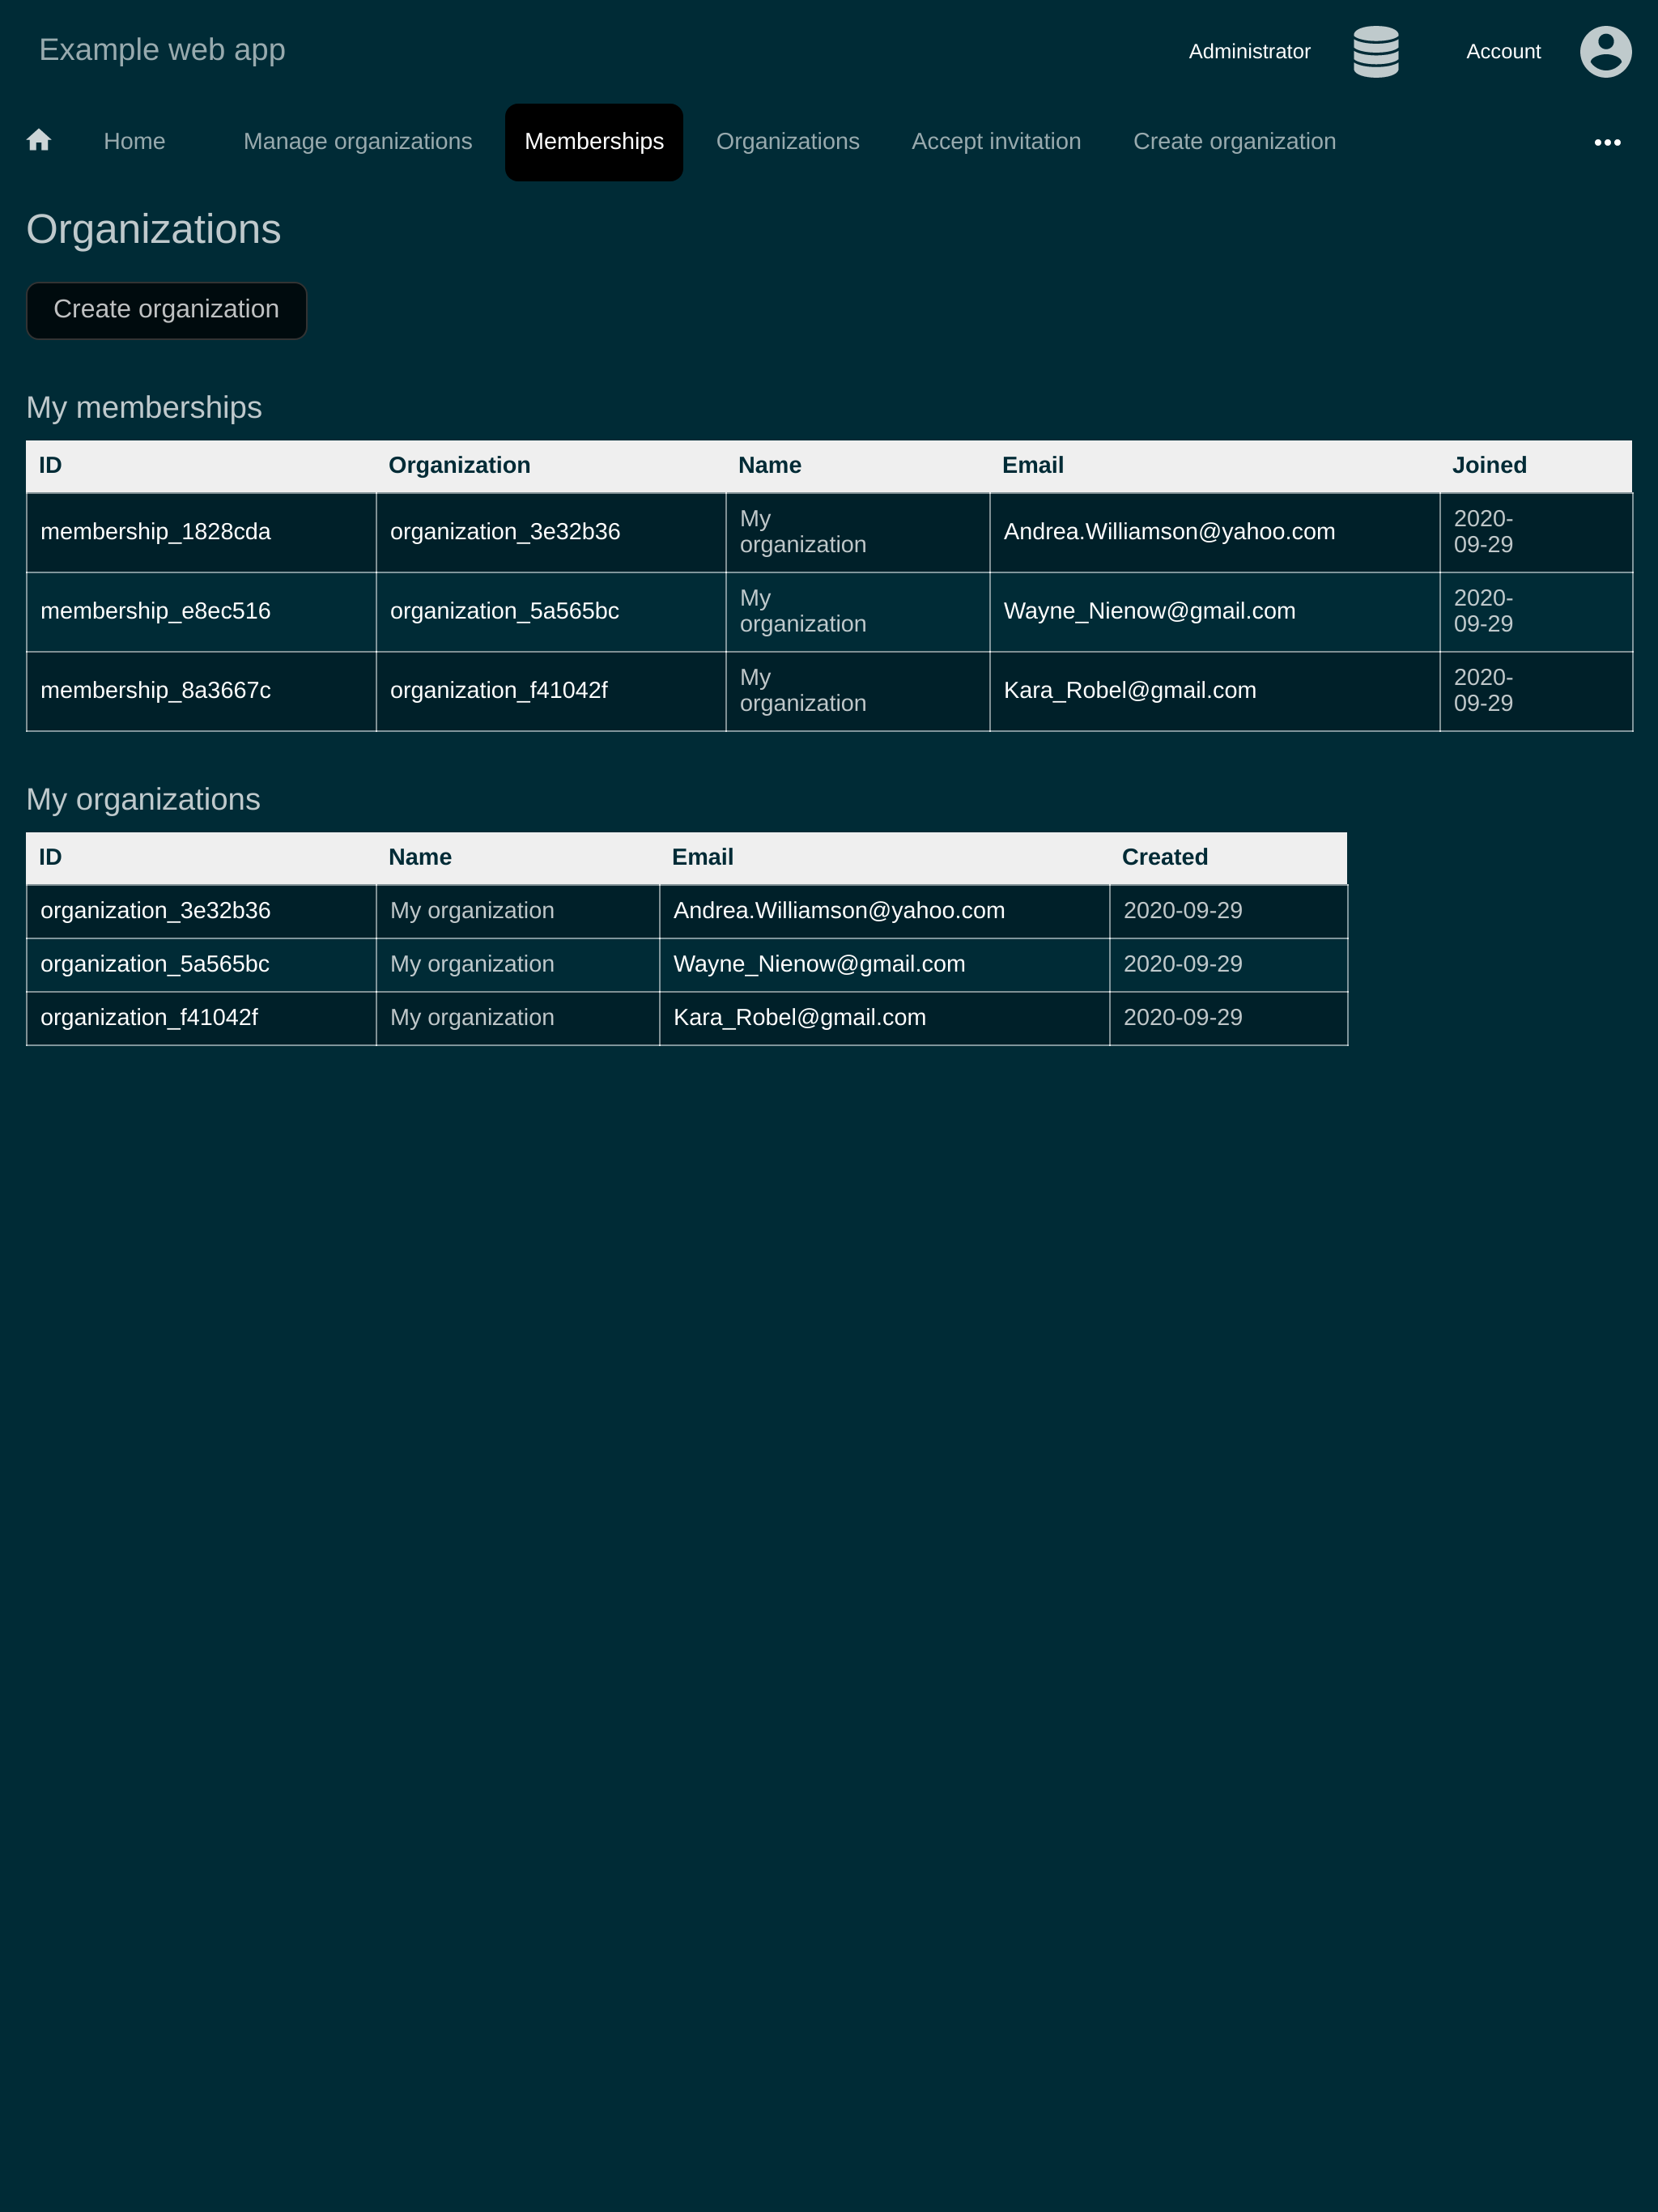 Example web app
Administrator
Account
Home
Manage organizations
Memberships
Organizations
Accept invitation
Create organization
Organizations
Create organization
My memberships
ID Organization Name Email Joined
membership_1828cda organization_3e32b36 My organization Andrea.Williamson@yahoo.com 2020-09-29
membership_e8ec516 organization_5a565bc My organization Wayne_Nienow@gmail.com 2020-09-29
membership_8a3667c organization_f41042f My organization Kara_Robel@gmail.com 2020-09-29
My organizations
ID Name Email Created
organization_3e32b36 My organization Andrea.Williamson@yahoo.com 2020-09-29
organization_5a565bc My organization Wayne_Nienow@gmail.com 2020-09-29
organization_f41042f My organization Kara_Robel@gmail.com 2020-09-29